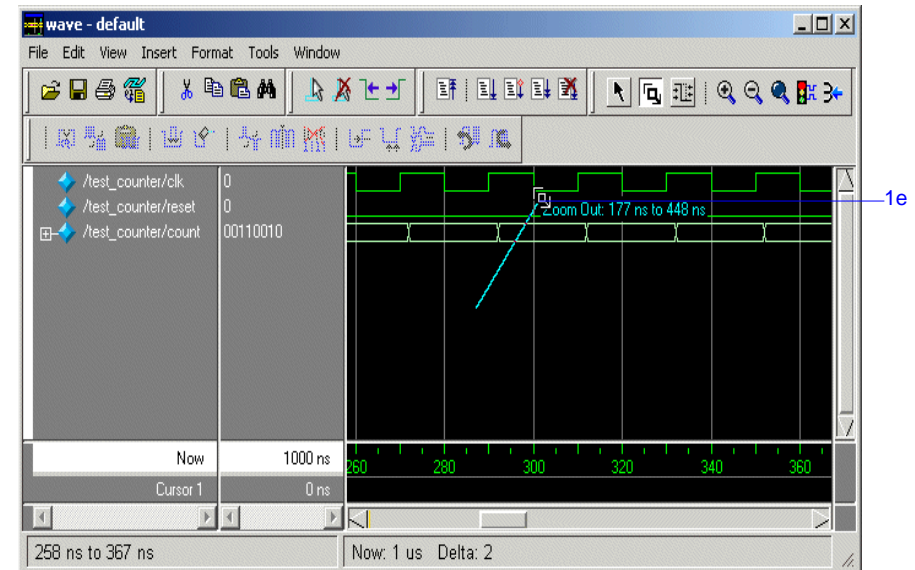 wave - default
File Edit View Insert Format Tools Window
/test_counter/clk 0
/test_counter/reset 0
/test_counter/count 00110010
Zoom Out: 177 ns to 448 ns
1e
Now 1000 ns
260 280 300 320 340 360
Cursor 1 0 ns
258 ns to 367 ns Now: 1 us Delta: 2